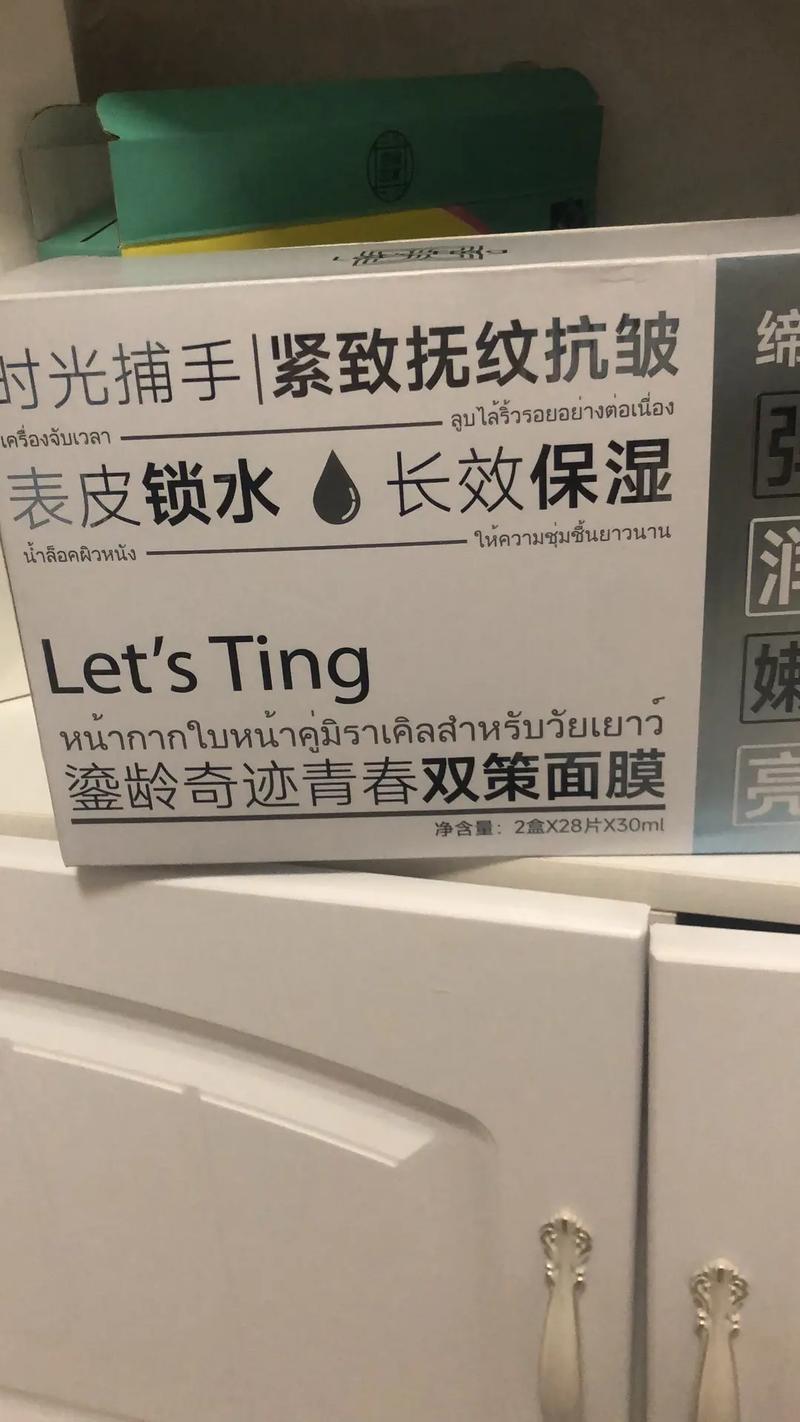 时光捕手|紧致抚纹抗皱
เครื่องจับเวลา ลูบไล้ริ้วรอยอย่างต่อเนื่อง
表皮锁水 长效保湿
น้ำล็อคผิวหนัง ให้ความชุ่มชื้นยาวนาน
Let's Ting
หน้ากากใบหน้าคู่มิราเคิลสำหรับวัยเยาว์
鎏龄奇迹青春双策面膜
净含量：2盒X28片X30ml
缔
弹
润
嫩
亮